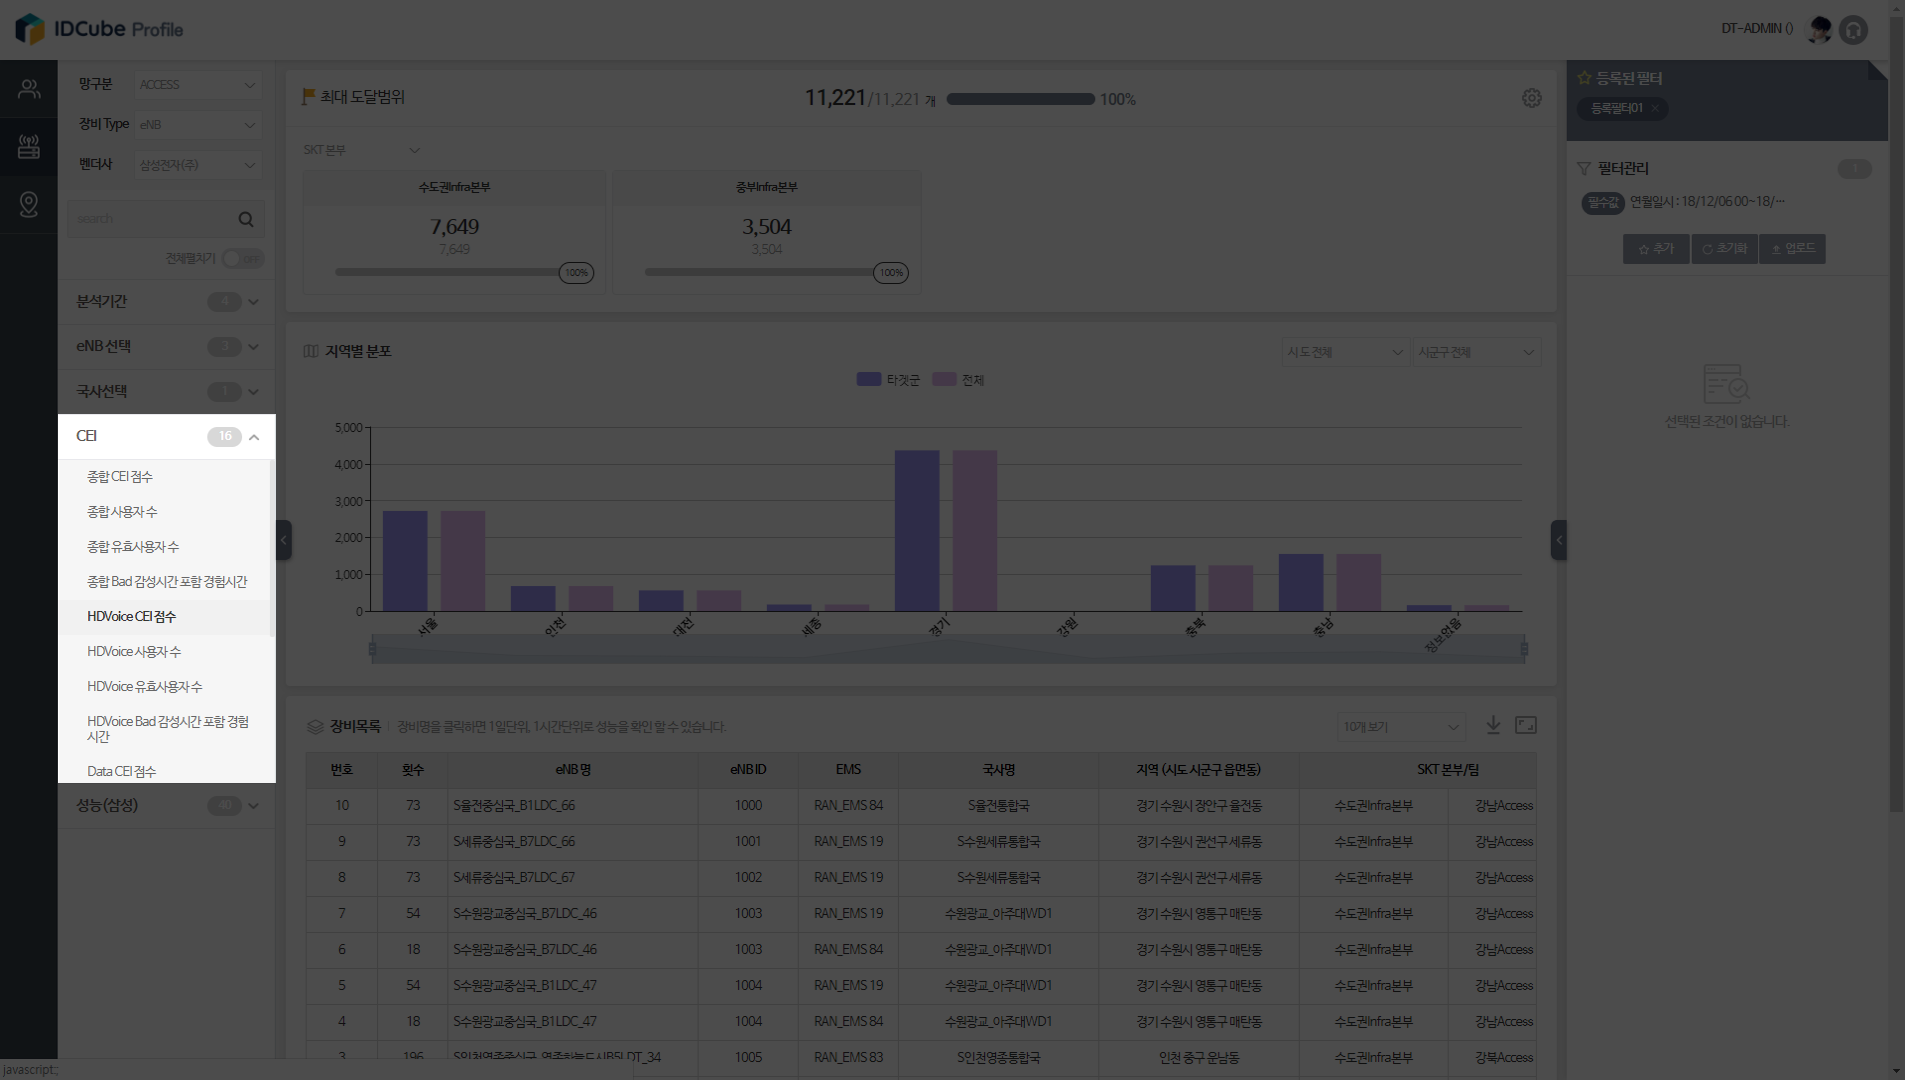 IDCube Profile
DT-ADMIN ()
망구분 ACCESS
장비 Type eNB
벤더사 삼성전자(주)
search
전체펼치기 OFF
분석기간 4
eNB 선택 3
국사선택 1
CEI 16
종합 CEI 점수
종합 사용자 수
종합 유효사용자 수
종합 Bad 감성시간 포함 경험시간
HDVoice CEI 점수
HDVoice 사용자 수
HDVoice 유효사용자 수
HDVoice Bad 감성시간 포함 경험
시간
Data CEI 점수
성능(삼성) 40
최대 도달범위
11,221/11,221 개 100%
SKT 본부
수도권Infra본부
7,649
7,649
100%
중부Infra본부
3,504
3,504
100%
지역별 분포
시도 전체
시군구 전체
타겟군 전체
5,000
4,000
3,000
2,000
1,000
0
서울 인천 대전 세종 경기 강원 충북 충남 정보없음
장비목록 장비명을 클릭하면 1일단위, 1시간단위로 성능을 확인 할 수 있습니다.
10개 보기
번호 횟수 eNB 명 eNB ID EMS 국사명 지역 (시도 시군구 읍면동) SKT 본부/팀
10 73 S율전중심국_B1LDC_66 1000 RAN_EMS 84 S율전통합국 경기 수원시 장안구 율전동 수도권Infra본부 강남Access
9 73 S세류중심국_B7LDC_66 1001 RAN_EMS 19 S수원세류통합국 경기 수원시 권선구 세류동 수도권Infra본부 강남Access
8 73 S세류중심국_B7LDC_67 1002 RAN_EMS 19 S수원세류통합국 경기 수원시 권선구 세류동 수도권Infra본부 강남Access
7 54 S수원광교중심국_B7LDC_46 1003 RAN_EMS 19 수원광교_아주대WD1 경기 수원시 영통구 매탄동 수도권Infra본부 강남Access
6 18 S수원광교중심국_B7LDC_46 1003 RAN_EMS 84 수원광교_아주대WD1 경기 수원시 영통구 매탄동 수도권Infra본부 강남Access
5 54 S수원광교중심국_B1LDC_47 1004 RAN_EMS 19 수원광교_아주대WD1 경기 수원시 영통구 매탄동 수도권Infra본부 강남Access
4 18 S수원광교중심국_B1LDC_47 1004 RAN_EMS 84 수원광교_아주대WD1 경기 수원시 영통구 매탄동 수도권Infra본부 강남Access
3 196 S인천영종중심국_영종하늘도시B5LDT_34 1005 RAN_EMS 83 S인천영종통합국 인천 중구 운남동 수도권Infra본부 강북Access
등록된 필터
등록필터01 ×
필터관리 1
필수값 연월일시 : 18/12/06 00~18/···
추가 초기화 업로드
선택된 조건이 없습니다.
javascript:;